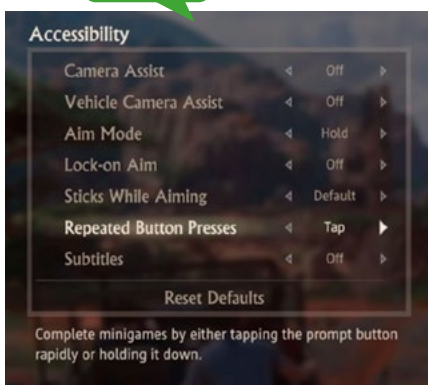 Accessibility
Camera Assist Off
Vehicle Camera Assist Off
Aim Mode Hold
Lock-on Aim Off
Sticks While Aiming Default
Repeated Button Presses Tap
Subtitles Off
Reset Defaults
Complete minigames by either tapping the prompt button
rapidly or holding it down.